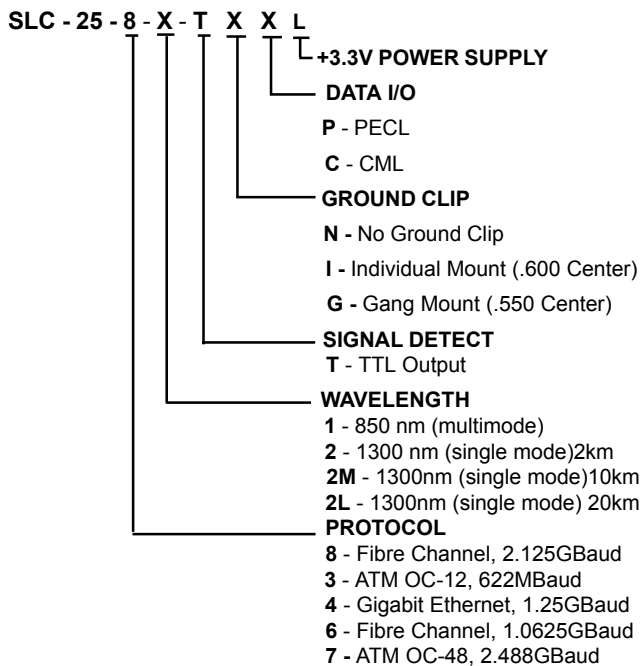 SLC - 25 - 8 - X - T X X L
+3.3V POWER SUPPLY
DATA I/O
P - PECL
C - CML
GROUND CLIP
N - No Ground Clip
I - Individual Mount (.600 Center)
G - Gang Mount (.550 Center)
SIGNAL DETECT
T - TTL Output
WAVELENGTH
1 - 850 nm (multimode)
2 - 1300 nm (single mode)2km
2M - 1300nm (single mode)10km
2L - 1300nm (single mode) 20km
PROTOCOL
8 - Fibre Channel, 2.125GBaud
3 - ATM OC-12, 622MBaud
4 - Gigabit Ethernet, 1.25GBaud
6 - Fibre Channel, 1.0625GBaud
7 - ATM OC-48, 2.488GBaud